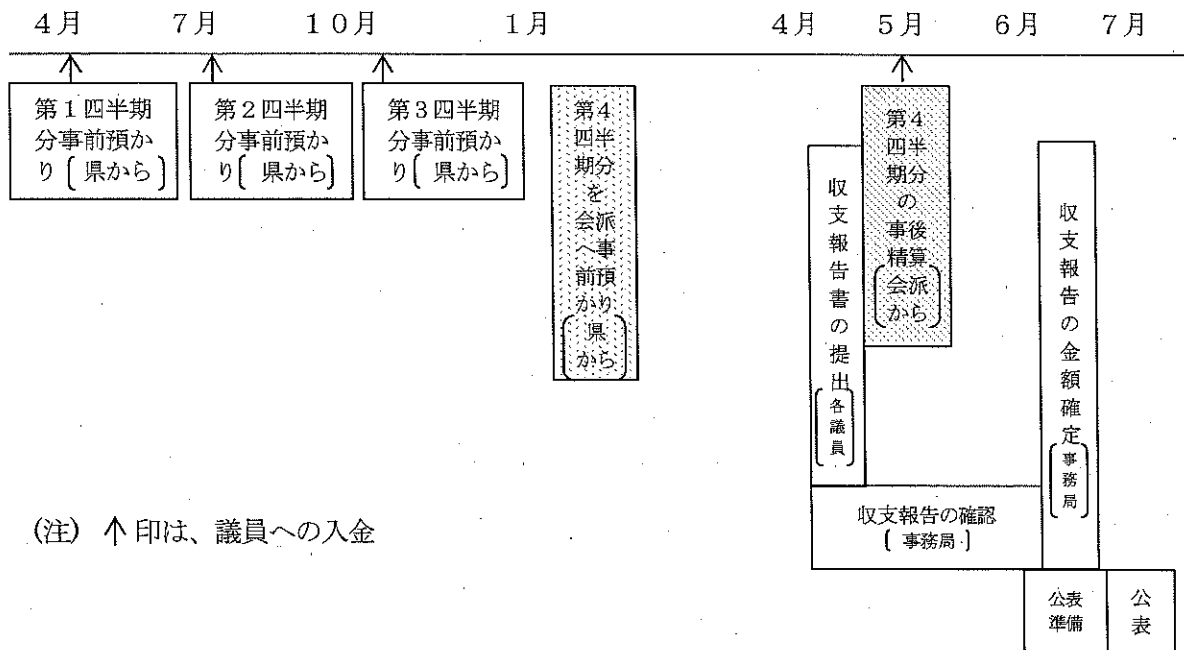 4月 7月 10月 1月 4月 5月 6月 7月
第1四半期
分事前預か
り〔県から〕
第2四半期
分事前預か
り〔県から〕
第3四半期
分事前預か
り〔県から〕
第4四半期分を会派へ事前預かり〔県から〕
収支報告書の提出〔各議員〕
第4四半期分の事後精算〔会派から〕
収支報告の金額確定〔事務局〕
収支報告の確認
〔事務局〕
(注) ↑印は、議員への入金
公表
準備
公表